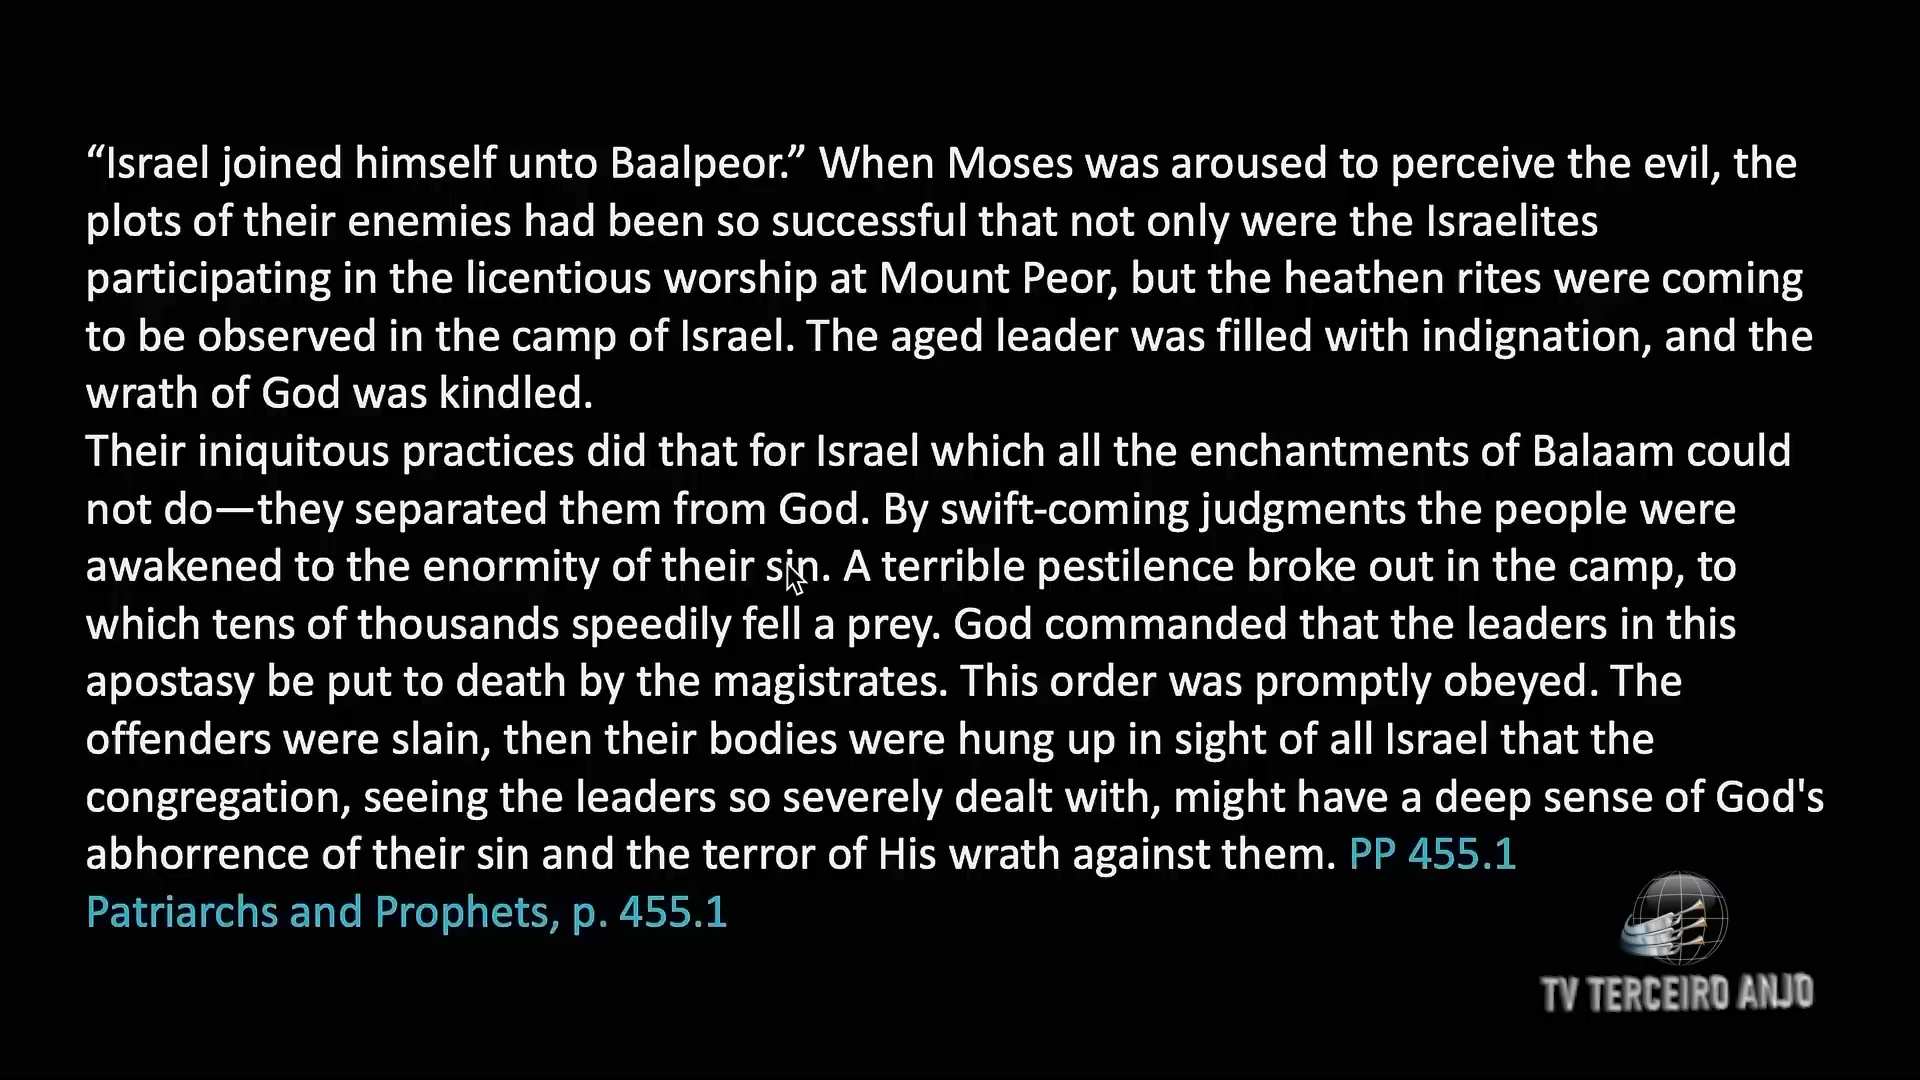 “Israel joined himself unto Baalpeor.” When Moses was aroused to perceive the evil, the
plots of their enemies had been so successful that not only were the Israelites
participating in the licentious worship at Mount Peor, but the heathen rites were coming
to be observed in the camp of Israel. The aged leader was filled with indignation, and the
wrath of God was kindled.
Their iniquitous practices did that for Israel which all the enchantments of Balaam could
not do—they separated them from God. By swift-coming judgments the people were
awakened to the enormity of their sin. A terrible pestilence broke out in the camp, to
which tens of thousands speedily fell a prey. God commanded that the leaders in this
apostasy be put to death by the magistrates. This order was promptly obeyed. The
offenders were slain, then their bodies were hung up in sight of all Israel that the
congregation, seeing the leaders so severely dealt with, might have a deep sense of God's
abhorrence of their sin and the terror of His wrath against them. PP 455.1
Patriarchs and Prophets, p. 455.1
TV TERCEIRO ANJO